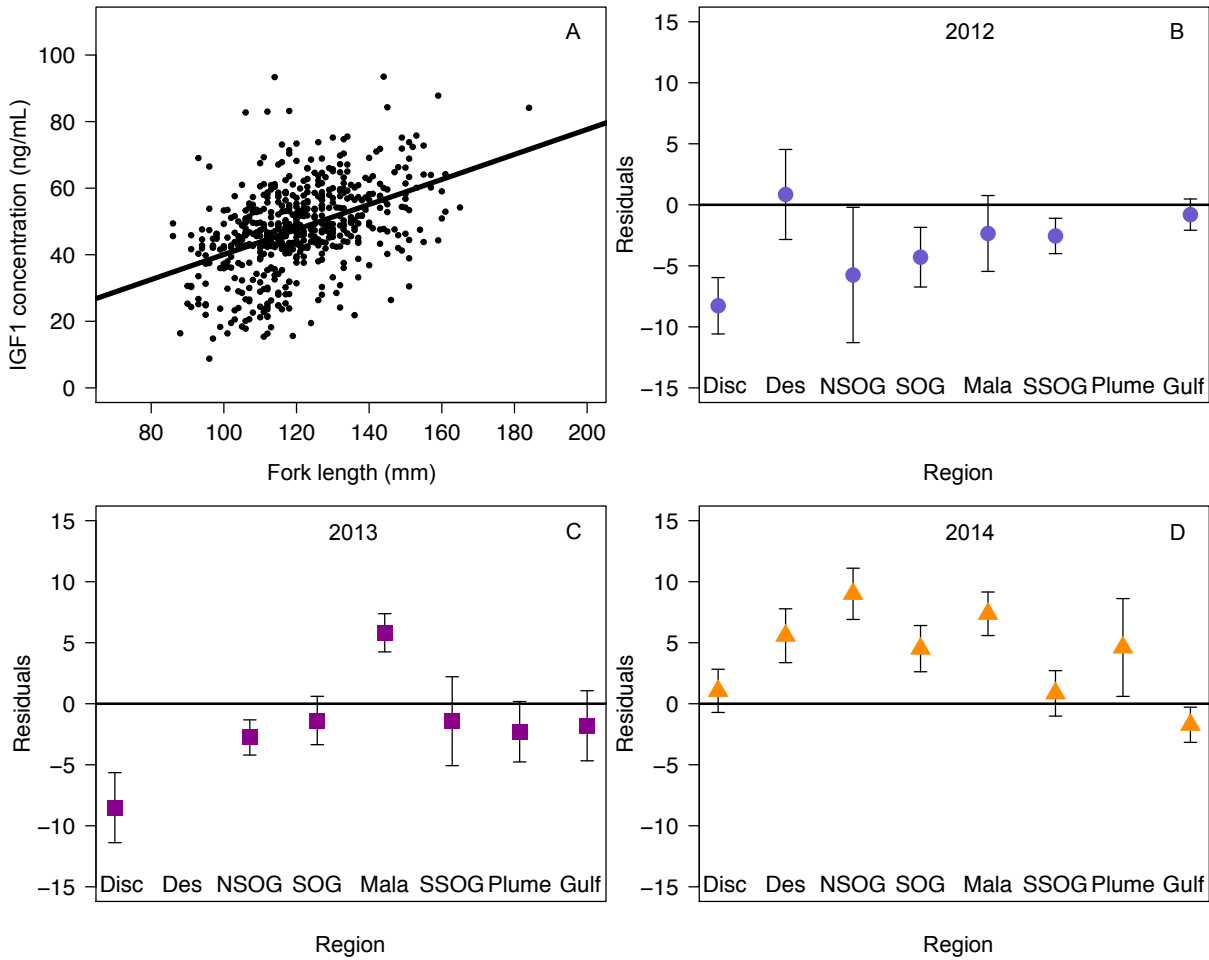 A
IGF1 concentration (ng/mL)
100
80
60
40
20
0
80 100 120 140 160 180 200
Fork length (mm)
2012 B
Residuals
15
10
5
0
−5
−10
−15
Disc Des NSOG SOG Mala SSOG Plume Gulf
Region
2013 C
Residuals
15
10
5
0
−5
−10
−15
Disc Des NSOG SOG Mala SSOG Plume Gulf
Region
2014 D
Residuals
15
10
5
0
−5
−10
−15
Disc Des NSOG SOG Mala SSOG Plume Gulf
Region